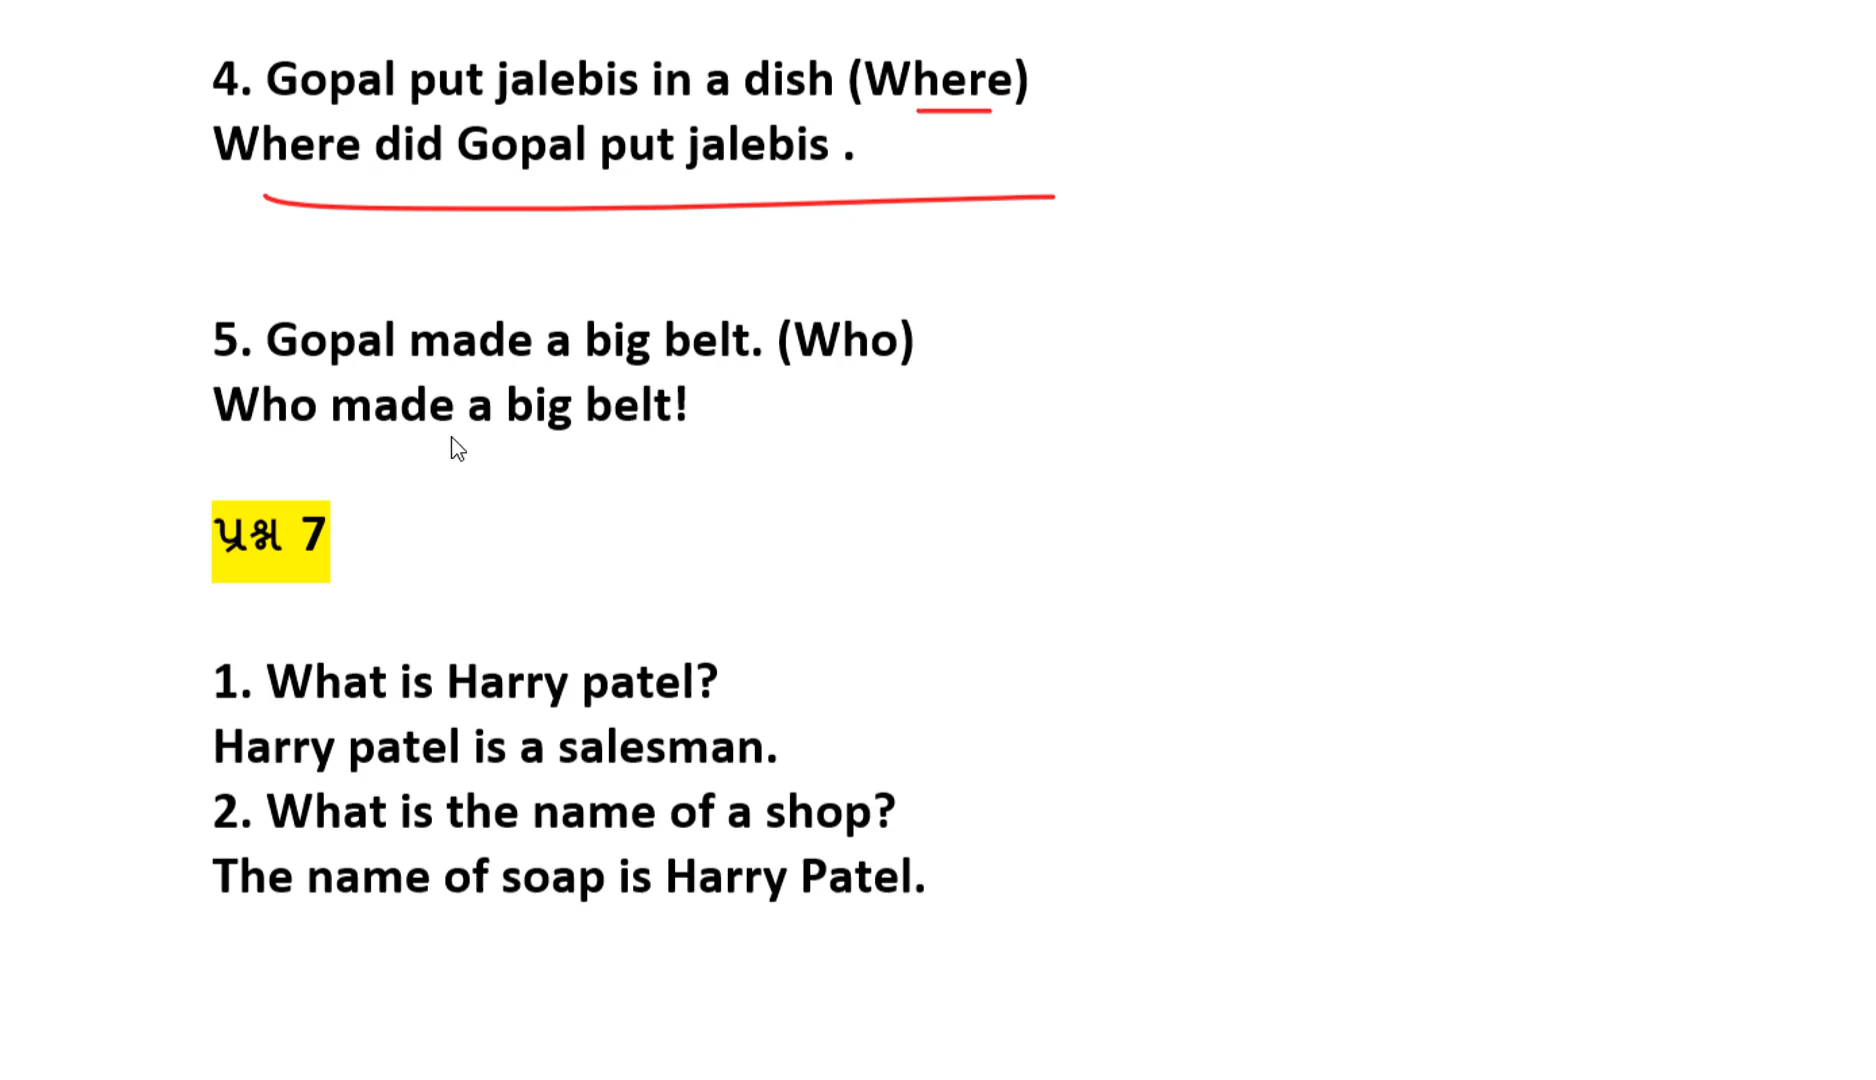 4. Gopal put jalebis in a dish (Where)
Where did Gopal put jalebis .
5. Gopal made a big belt. (Who)
Who made a big belt!
પ્રશ્ન 7
1. What is Harry patel?
Harry patel is a salesman.
2. What is the name of a shop?
The name of soap is Harry Patel.